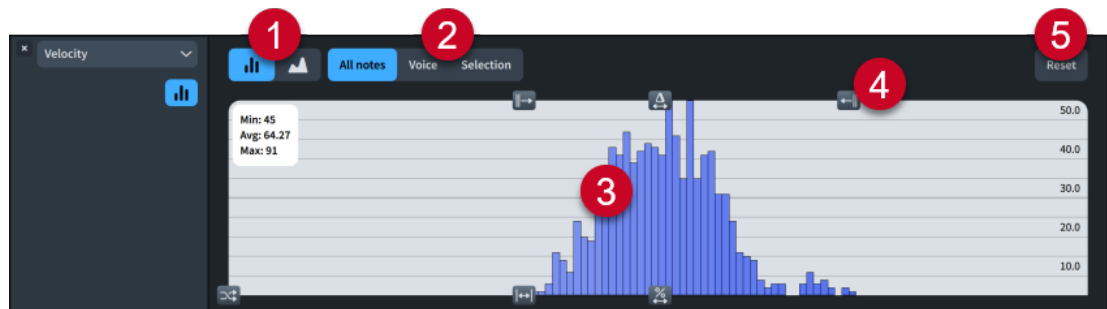 1
2
5
Velocity
All notes Voice Selection
Reset
4
Min: 45
Avg: 64.27
Max: 91
50.0
40.0
3
30.0
20.0
10.0